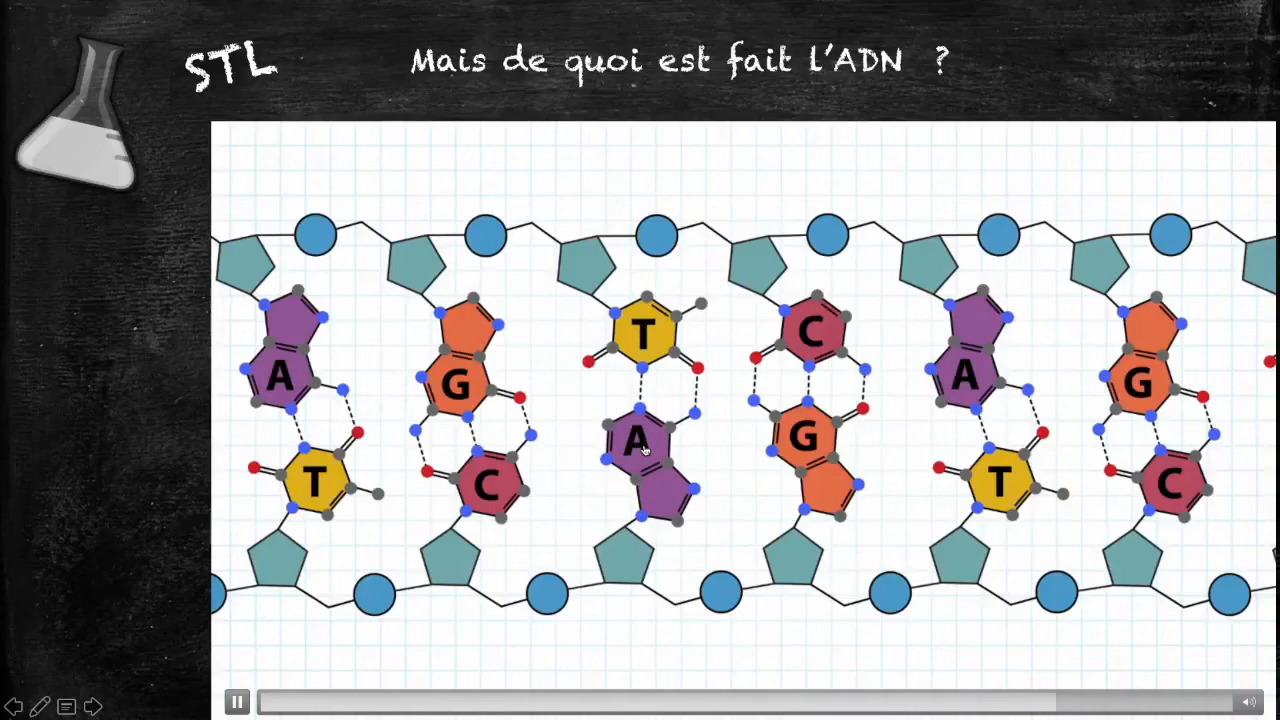 STL
Mais de quoi est fait l'ADN ?
T C
A G A G
A G
T C T C